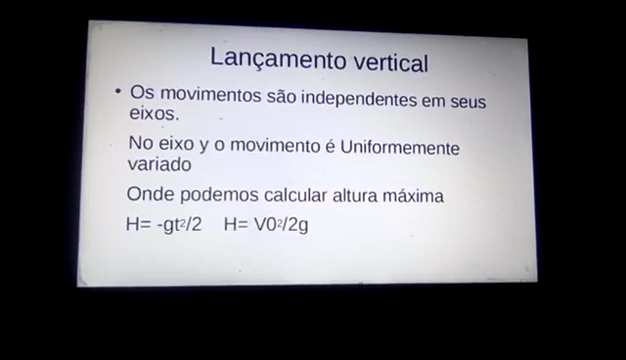 Lançamento vertical
• Os movimentos são independentes em seus
eixos.
No eixo y o movimento é Uniformemente
variado
Onde podemos calcular altura máxima
H= -gt²/2 H= V0²/2g